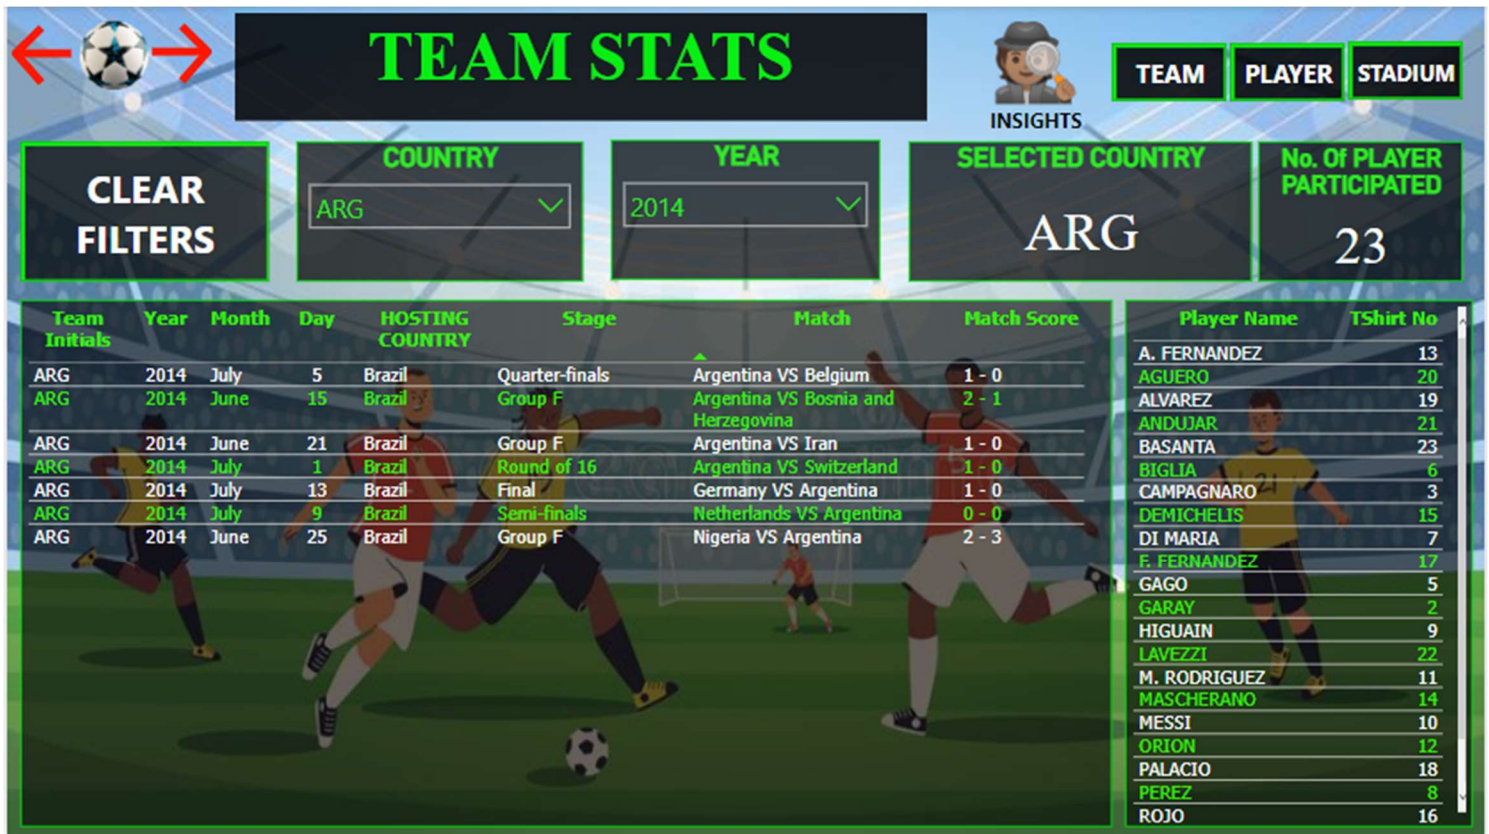 TEAM STATS
INSIGHTS
TEAM
PLAYER
STADIUM
CLEAR
FILTERS
COUNTRY
ARG
YEAR
2014
SELECTED COUNTRY
ARG
No. Of PLAYER
PARTICIPATED
23
Team Initials Year Month Day HOSTING COUNTRY Stage Match Match Score
ARG 2014 July 5 Brazil Quarter-finals Argentina VS Belgium 1 - 0
ARG 2014 June 15 Brazil Group F Argentina VS Bosnia and 2 - 1
Herzegovina
ARG 2014 June 21 Brazil Group F Argentina VS Iran 1 - 0
ARG 2014 July 1 Brazil Round of 16 Argentina VS Switzerland 1 - 0
ARG 2014 July 13 Brazil Final Germany VS Argentina 1 - 0
ARG 2014 July 9 Brazil Semi-finals Netherlands VS Argentina 0 - 0
ARG 2014 June 25 Brazil Group F Nigeria VS Argentina 2 - 3
Player Name TShirt No
A. FERNANDEZ 13
AGUERO 20
ALVAREZ 19
ANDUJAR 21
BASANTA 23
BIGLIA 6
CAMPAGNARO 3
DEMICHELIS 15
DI MARIA 7
F. FERNANDEZ 17
GAGO 5
GARAY 2
HIGUAIN 9
LAVEZZI 22
M. RODRIGUEZ 11
MASCHERANO 14
MESSI 10
ORION 12
PALACIO 18
PEREZ 8
ROJO 16
21